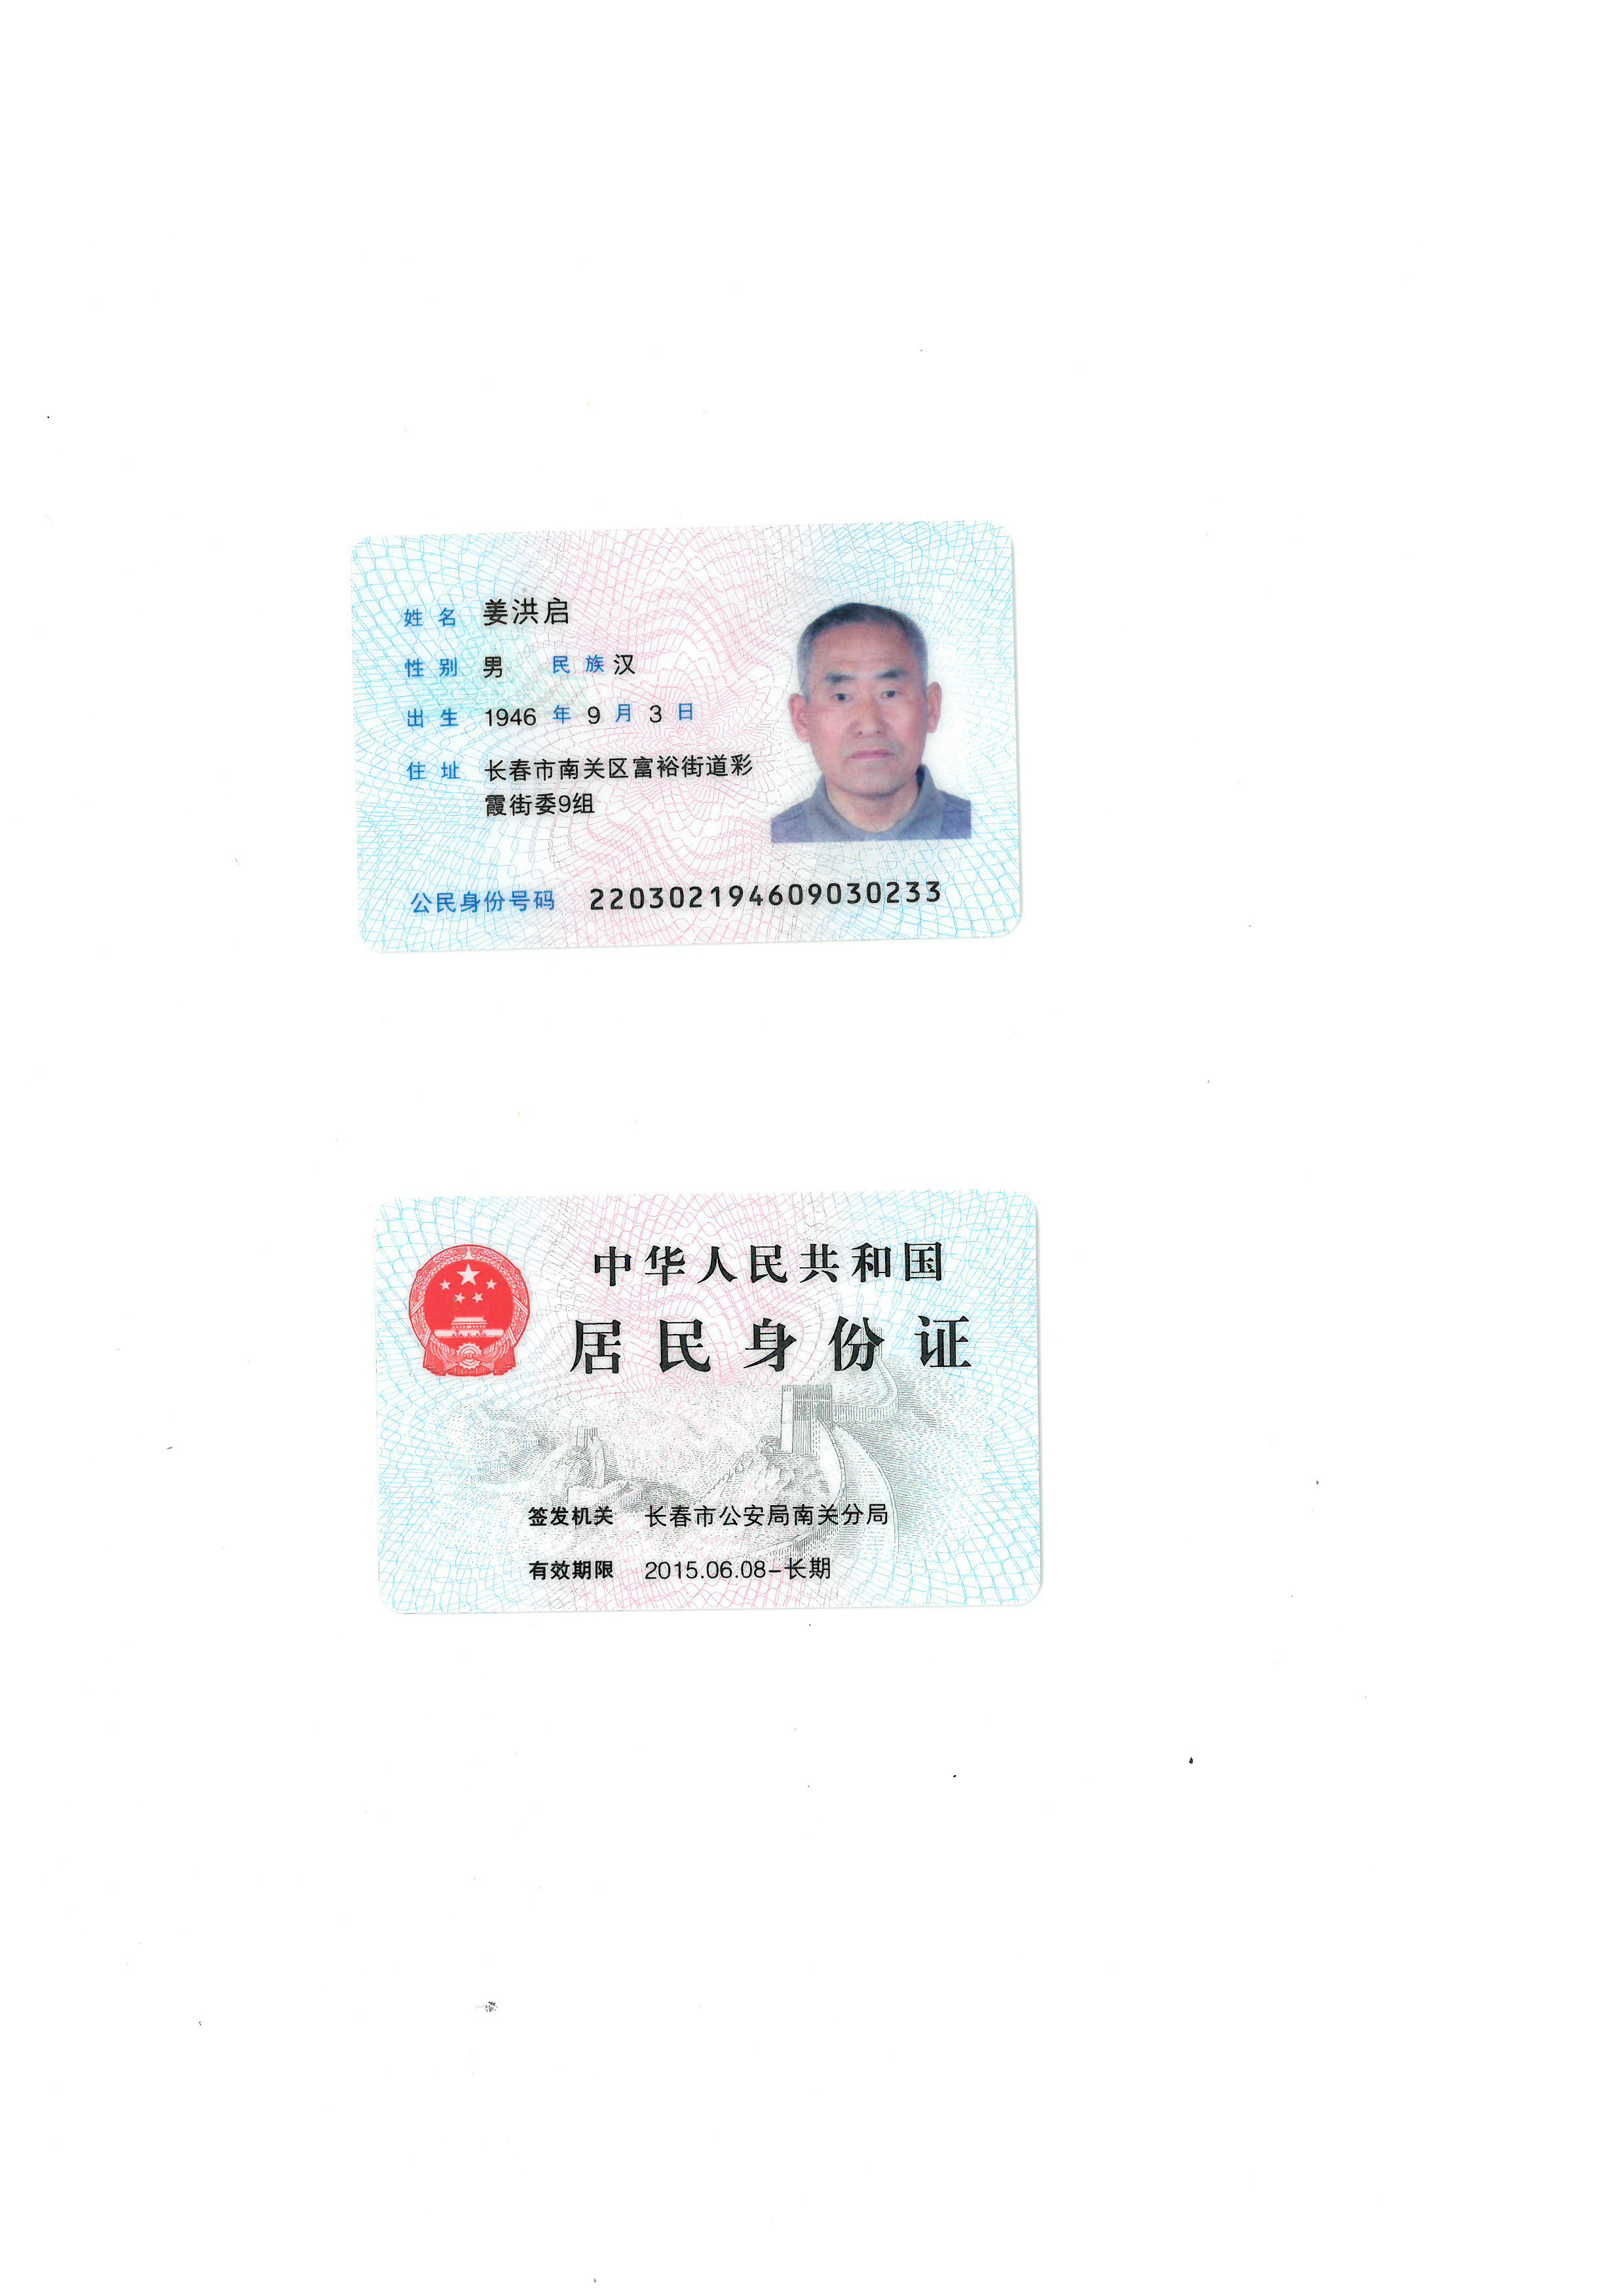 姓名 姜洪启
性别 男 民族 汉
出生 1946 年 9 月 3 日
住址 长春市南关区富裕街道彩
霞街委9组
公民身份号码 220302194609030233
中华人民共和国
居民身份证
签发机关 长春市公安局南关分局
有效期限 2015.06.08-长期